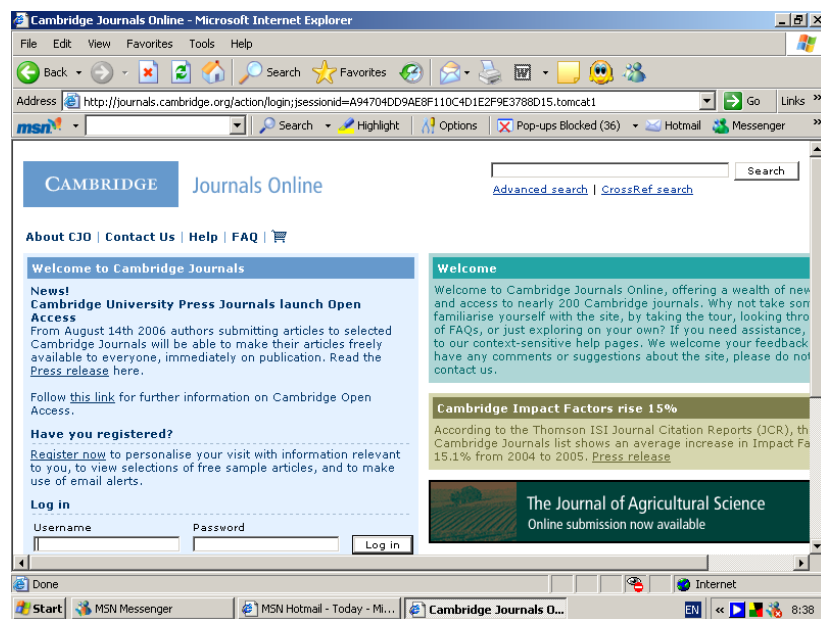 Cambridge Journals Online - Microsoft Internet Explorer
File Edit View Favorites Tools Help
Back Search Favorites
Address http://journals.cambridge.org/action/login;jsessionid=A94704DD9AE8F110C4D1E2F9E3788D15.tomcat1 Go Links »
msn Search Highlight Options Pop-ups Blocked (36) Hotmail Messenger »
CAMBRIDGE Journals Online
Search
Advanced search | CrossRef search
About CJO | Contact Us | Help | FAQ |
Welcome to Cambridge Journals
News!
Cambridge University Press Journals launch Open
Access
From August 14th 2006 authors submitting articles to selected
Cambridge Journals will be able to make their articles freely
available to everyone, immediately on publication. Read the
Press release here.
Follow this link for further information on Cambridge Open
Access.
Have you registered?
Register now to personalise your visit with information relevant
to you, to view selections of free sample articles, and to make
use of email alerts.
Log in
Username Password
Log in
Welcome
Welcome to Cambridge Journals Online, offering a wealth of new
and access to nearly 200 Cambridge journals. Why not take som
familiarise yourself with the site, by taking the tour, looking thro
of FAQs, or just exploring on your own? If you need assistance,
to our context-sensitive help pages. We welcome your feedback
have any comments or suggestions about the site, please do not
contact us.
Cambridge Impact Factors rise 15%
According to the Thomson ISI Journal Citation Reports (JCR), th
Cambridge Journals list shows an average increase in Impact Fa
15.1% from 2004 to 2005. Press release
The Journal of Agricultural Science
Online submission now available
Done Internet
Start MSN Messenger MSN Hotmail - Today - Mi... Cambridge Journals O... EN « 8:38